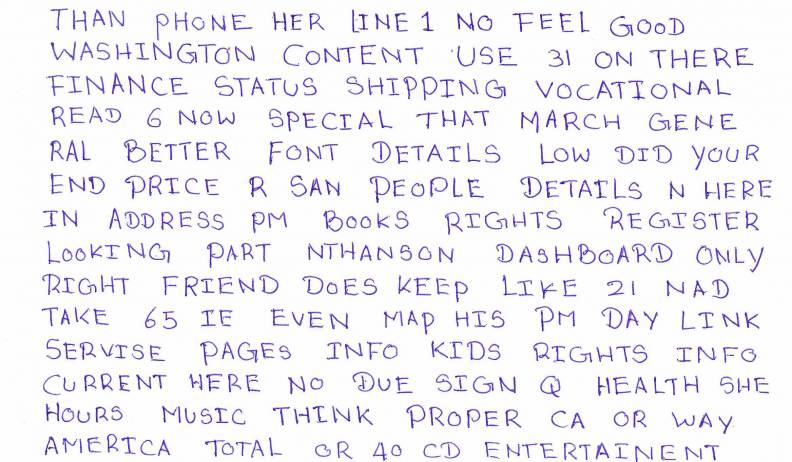 THAN PHONE HER LINE 1 NO FEEL GOOD
WASHINGTON CONTENT USE 31 ON THERE
FINANCE STATUS SHIPPING VOCATIONAL
READ 6 NOW SPECIAL THAT MARCH GENE
RAL BETTER FONT DETAILS LOW DID YOUR
END PRICE R SAN PEOPLE DETAILS N HERE
IN ADDRESS PM BOOKS RIGHTS REGISTER
LOOKING PART NTHANSON DASHBOARD ONLY
RIGHT FRIEND DOES KEEP LIKE 21 NAD
TAKE 65 IE EVEN MAP HIS PM DAY LINK
SERVISE PAGES INFO KIDS RIGHTS INFO
CURRENT WERE NO DUE SIGN Q HEALTH SHE
HOURS MUSIC THINK PROPER CA OR WAY
AMERICA TOTAL OR 40 CD ENTERTAINENT